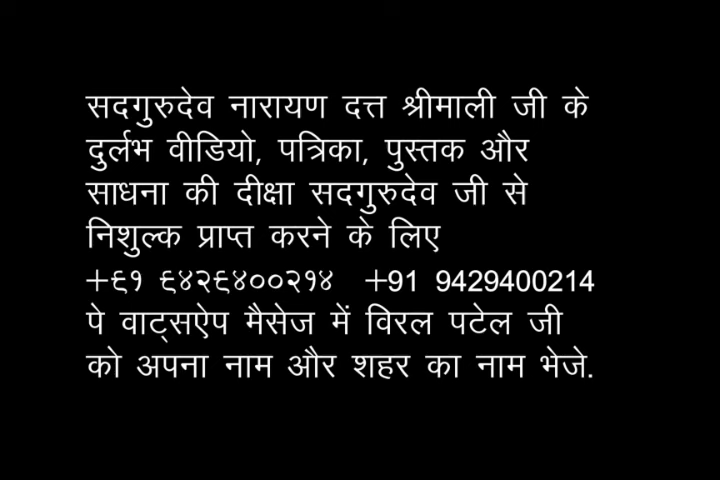 सदगुरुदेव नारायण दत्त श्रीमाली जी के
दुर्लभ वीडियो, पत्रिका, पुस्तक और
साधना की दीक्षा सदगुरुदेव जी से
निशुल्क प्राप्त करने के लिए
+९१ ९४२९४००२१४ +91 9429400214
पे वाट्सऐप मैसेज में विरल पटेल जी
को अपना नाम और शहर का नाम भेजे.